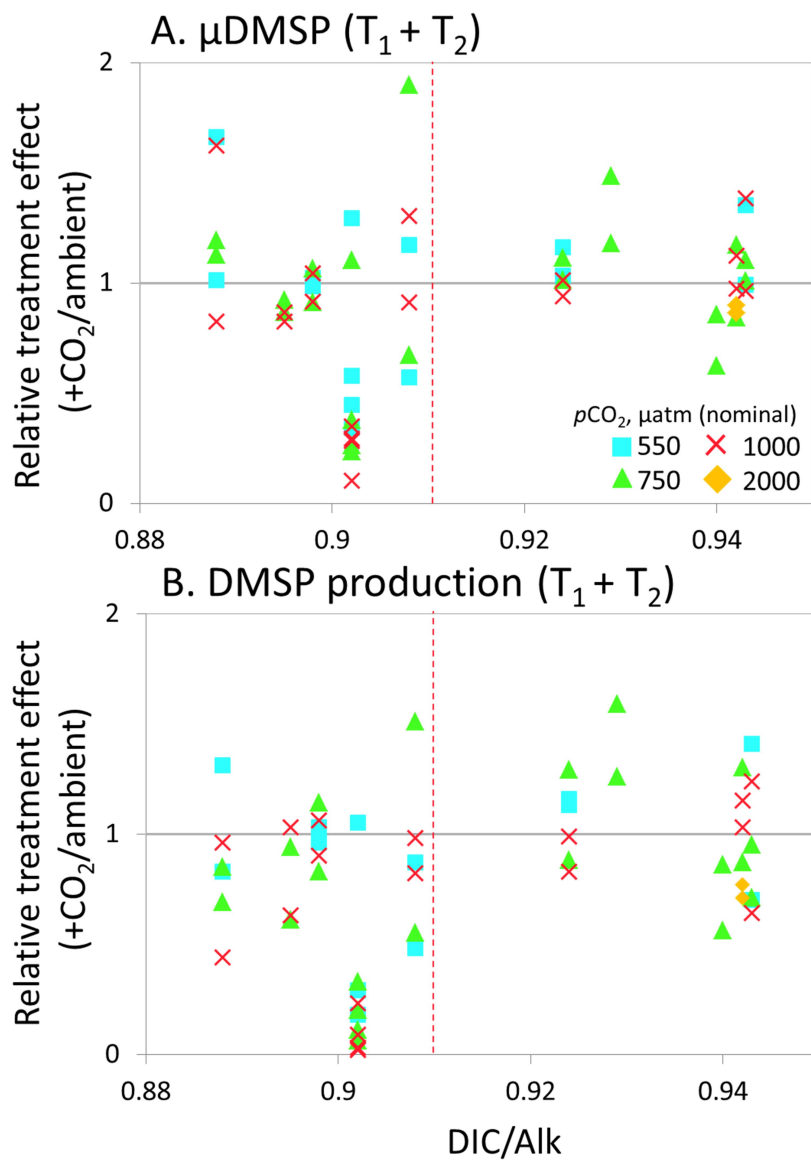 A. µDMSP (T₁ + T₂)
Relative treatment effect
(+CO₂/ambient)
2
1
0
0.88
0.9
0.92
0.94
pCO₂, µatm (nominal)
550
1000
750
2000
B. DMSP production (T₁ + T₂)
Relative treatment effect
(+CO₂/ambient)
2
1
0
0.88
0.9
0.92
0.94
DIC/Alk